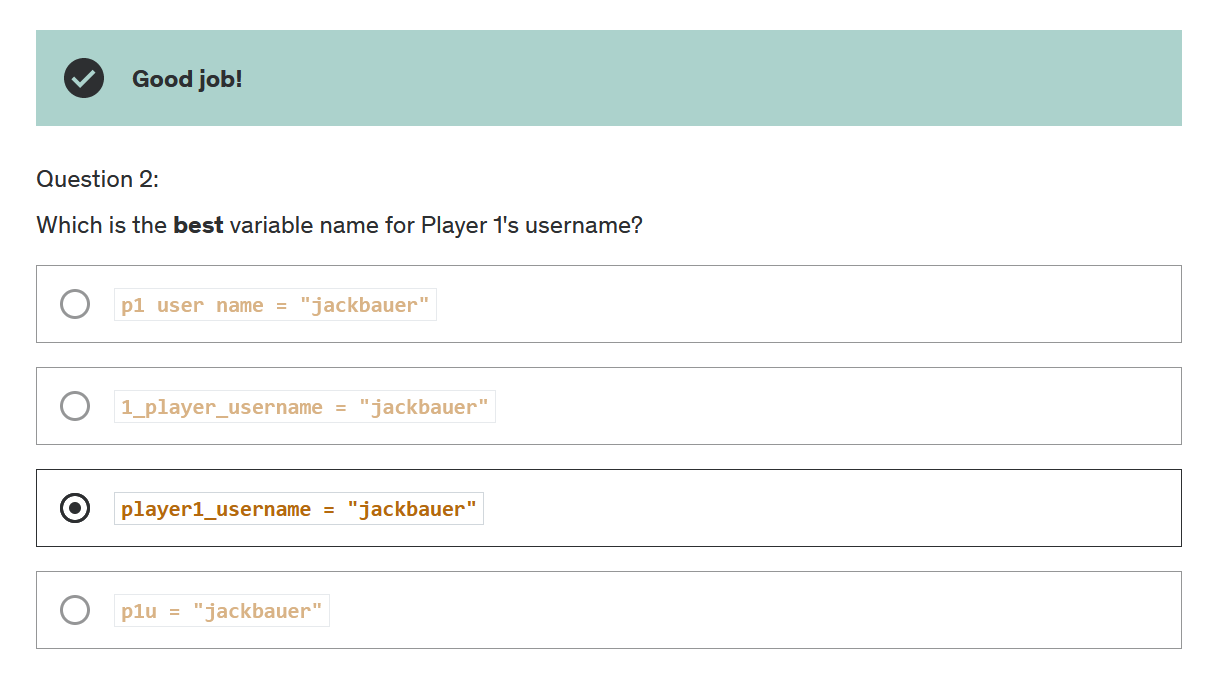 Good job!
Question 2:
Which is the best variable name for Player 1's username?
p1 user name = "jackbauer"
1_player_username = "jackbauer"
player1_username = "jackbauer"
p1u = "jackbauer"